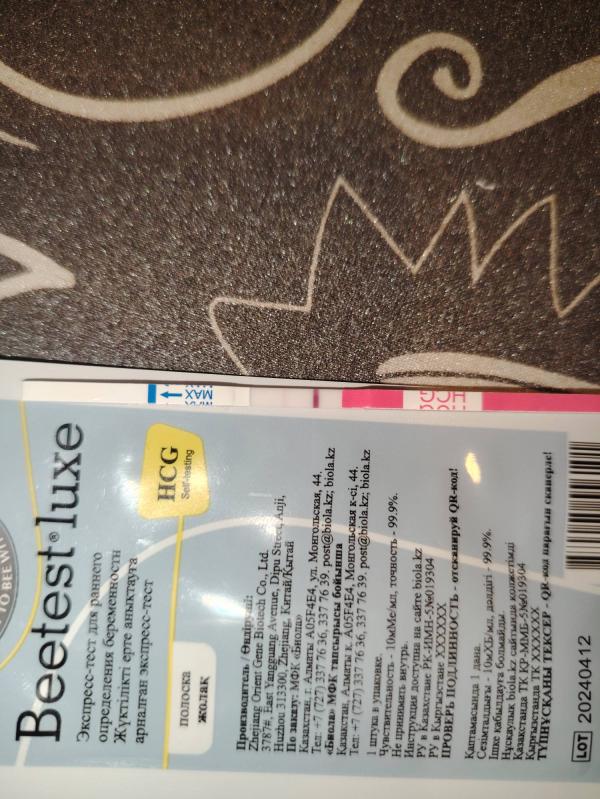 TO BEE WI
Beetest® luxe
Экспресс-тест для раннего
определения беременности
Жүктілікті ерте анықтауға
арналған экспресс-тест
HCG
Self-testing
полоска
жолақ
MAX
HCG
Производитель / Өндіруші:
Zhejiang Orient Gene Biotech Co., Ltd.
3787#, East Yangguang Avenue, Dipu Street, Anji,
Huzhou 313300, Zhejiang, Китай/Қытай
По заказу: МФК «Биола»
Казахстан, Алматы A05F4E4, ул. Монгольская, 44.
Тел: +7 (727) 337 76 36, 337 76 39, post@biola.kz; biola.kz
«Биола» МФК тапсырысы бойынша
Қазақстан, Алматы қ. A05F4E4, Монгольская к-сі, 44.
Тел: +7 (727) 337 76 36, 337 76 39, post@biola.kz; biola.kz
1 штука в упаковке.
Чувствительность - 10мМе/мл, точность - 99.9%.
Не принимать внутрь.
Инструкция доступна на сайте biola.kz
РУ в Казахстане РК-ИМН-5№019304
РУ в Кыргызстане XXXXXXX
ПРОВЕРЬ ПОДЛИННОСТЬ - отсканируй QR-код!
Қаптамасында 1 дана.
Сезімталдығы - 10мХБ/мл, дәлдігі - 99.9%.
Ішке қабылдауға болмайды.
Нұсқаулық biola.kz сайтында қолжетімді
Қазақстанда ТК ҚР-ММБ-5№019304
Қырғызстанда ТК XXXXXXX
ТҮПНҰСҚАНЫ ТЕКСЕР - QR-код парағын сканерле!
LOT 20240412